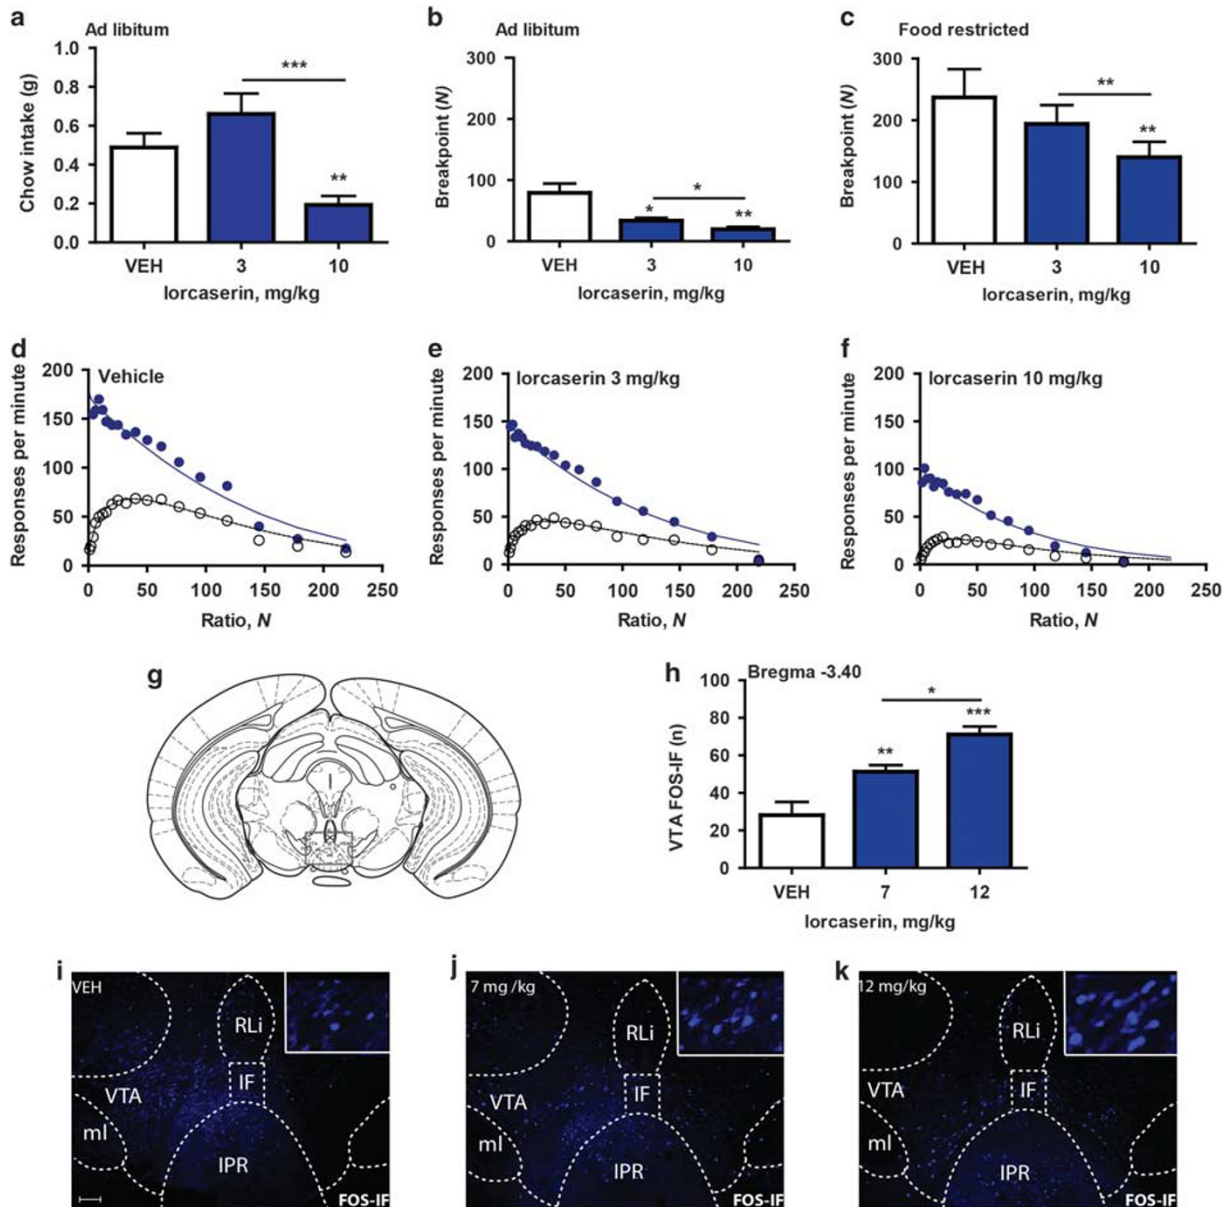 a
Ad libitum
Chow intake (g)
1.0
0.8
0.6
0.4
0.2
0.0
***
**
VEH 3 10
lorcaserin, mg/kg
b
Ad libitum
Breakpoint (N)
300
200
100
0
*
*
**
VEH 3 10
lorcaserin, mg/kg
c
Food restricted
Breakpoint (N)
300
200
100
0
**
**
VEH 3 10
lorcaserin, mg/kg
d
Vehicle
Responses per minute
200
150
100
50
0
0 50 100 150 200 250
Ratio, N
e
lorcaserin 3 mg/kg
Responses per minute
200
150
100
50
0
0 50 100 150 200 250
Ratio, N
f
lorcaserin 10 mg/kg
Responses per minute
200
150
100
50
0
0 50 100 150 200 250
Ratio, N
g
h
Bregma -3.40
VTA FOS-IF (n)
100
80
60
40
20
0
*
***
**
VEH 7 12
lorcaserin, mg/kg
i
VEH
RLi
IF
VTA
ml
IPR
FOS-IF
j
7 mg /kg
RLi
IF
VTA
ml
IPR
FOS-IF
k
12 mg/kg
RLi
IF
VTA
ml
IPR
FOS-IF